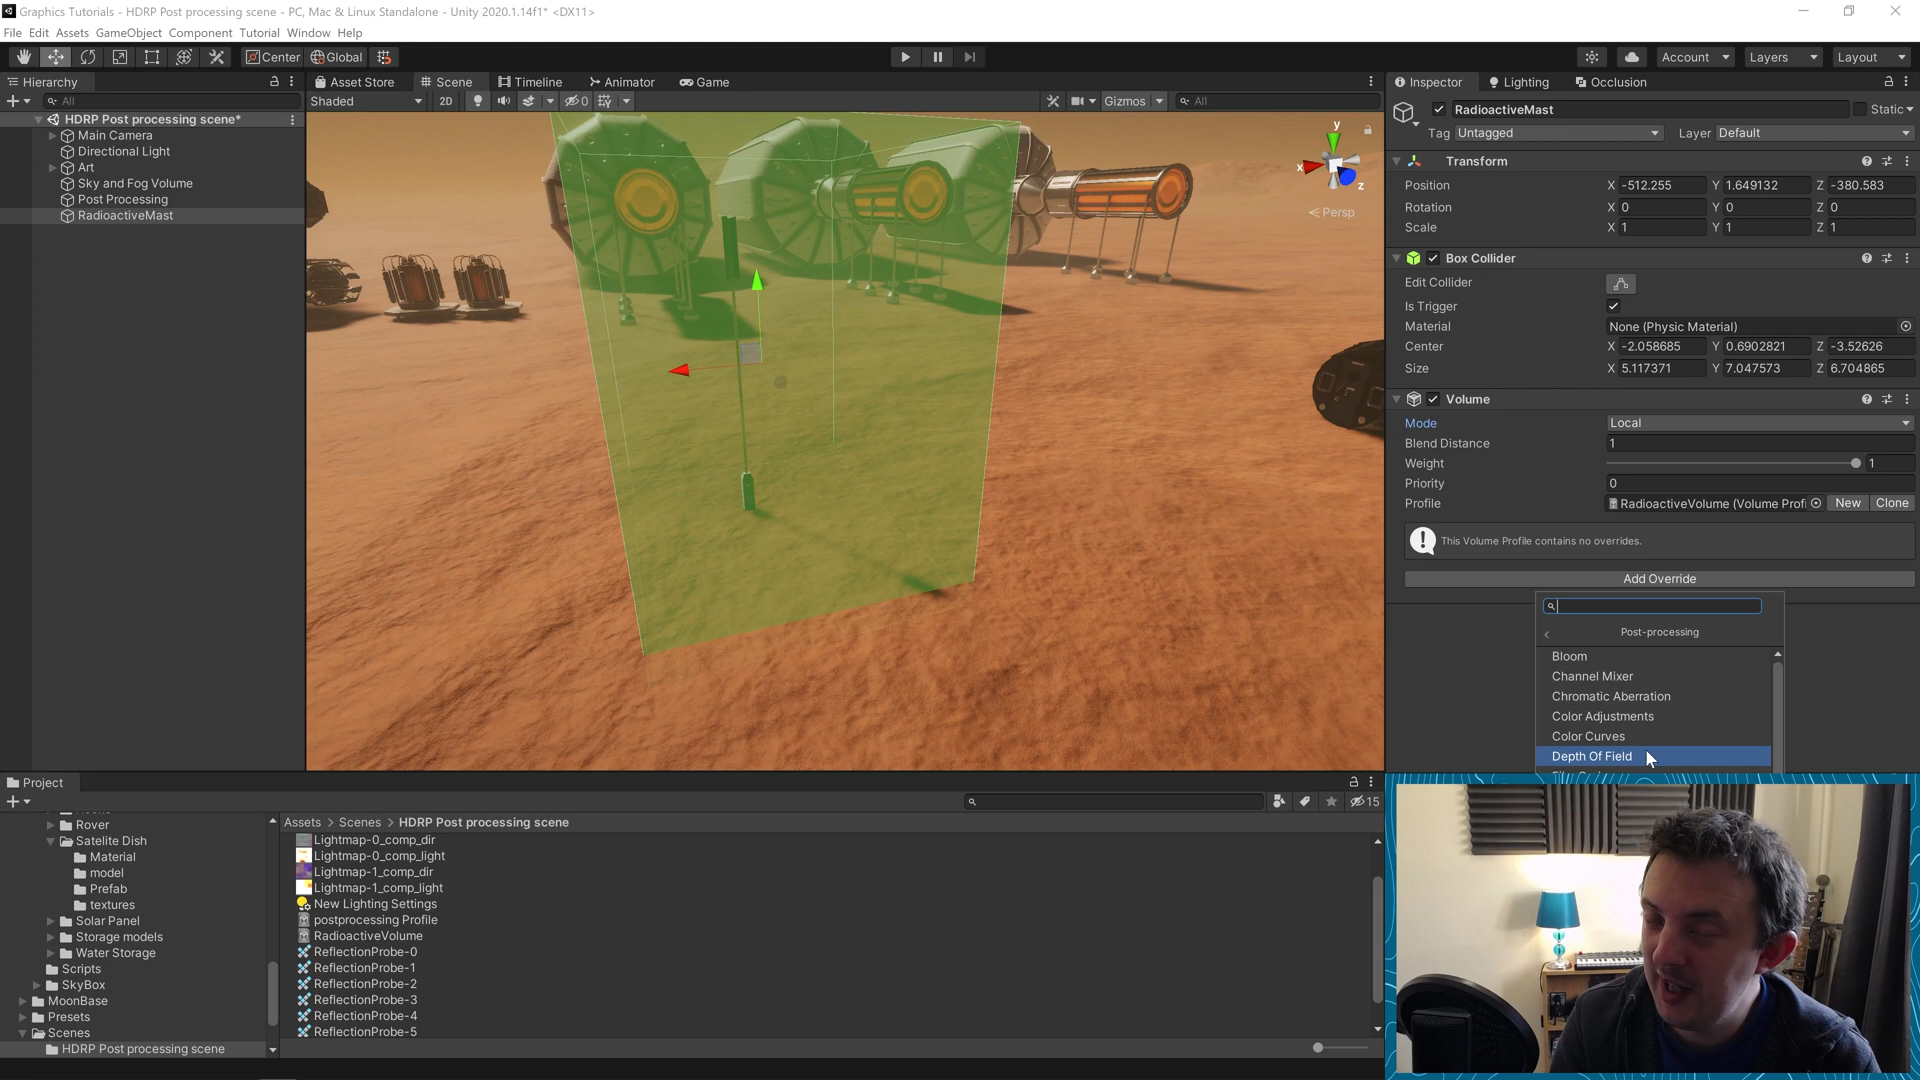 Graphics Tutorials - HDRP Post processing scene - PC, Mac & Linux Standalone - Unity 2020.1.14f1* <DX11>
File Edit Assets GameObject Component Tutorial Window Help
Center Global Account Layers Layout
Hierarchy
All
HDRP Post processing scene*
Main Camera
Directional Light
Art
Sky and Fog Volume
Post Processing
RadioactiveMast
Asset Store Scene Timeline Animator Game
Shaded 2D 0 Gizmos All
y
x
z
Persp
Inspector Lighting Occlusion
RadioactiveMast Static
Tag Untagged Layer Default
Transform
Position X -512.255 Y 1.649132 Z -380.583
Rotation X 0 Y 0 Z 0
Scale X 1 Y 1 Z 1
Box Collider
Edit Collider
Is Trigger
Material None (Physic Material)
Center X -2.058685 Y 0.6902821 Z -3.52626
Size X 5.117371 Y 7.047573 Z 6.704865
Volume
Mode Local
Blend Distance 1
Weight 1
Priority 0
Profile RadioactiveVolume (Volume Profi New Clone
This Volume Profile contains no overrides.
Add Override
Post-processing
Bloom
Channel Mixer
Chromatic Aberration
Color Adjustments
Color Curves
Depth Of Field
Project
15
Rover
Satelite Dish
Material
model
Prefab
textures
Solar Panel
Storage models
Water Storage
Scripts
SkyBox
MoonBase
Presets
Scenes
HDRP Post processing scene
Assets > Scenes > HDRP Post processing scene
Lightmap-0_comp_dir
Lightmap-0_comp_light
Lightmap-1_comp_dir
Lightmap-1_comp_light
New Lighting Settings
postprocessing Profile
RadioactiveVolume
ReflectionProbe-0
ReflectionProbe-1
ReflectionProbe-2
ReflectionProbe-3
ReflectionProbe-4
ReflectionProbe-5